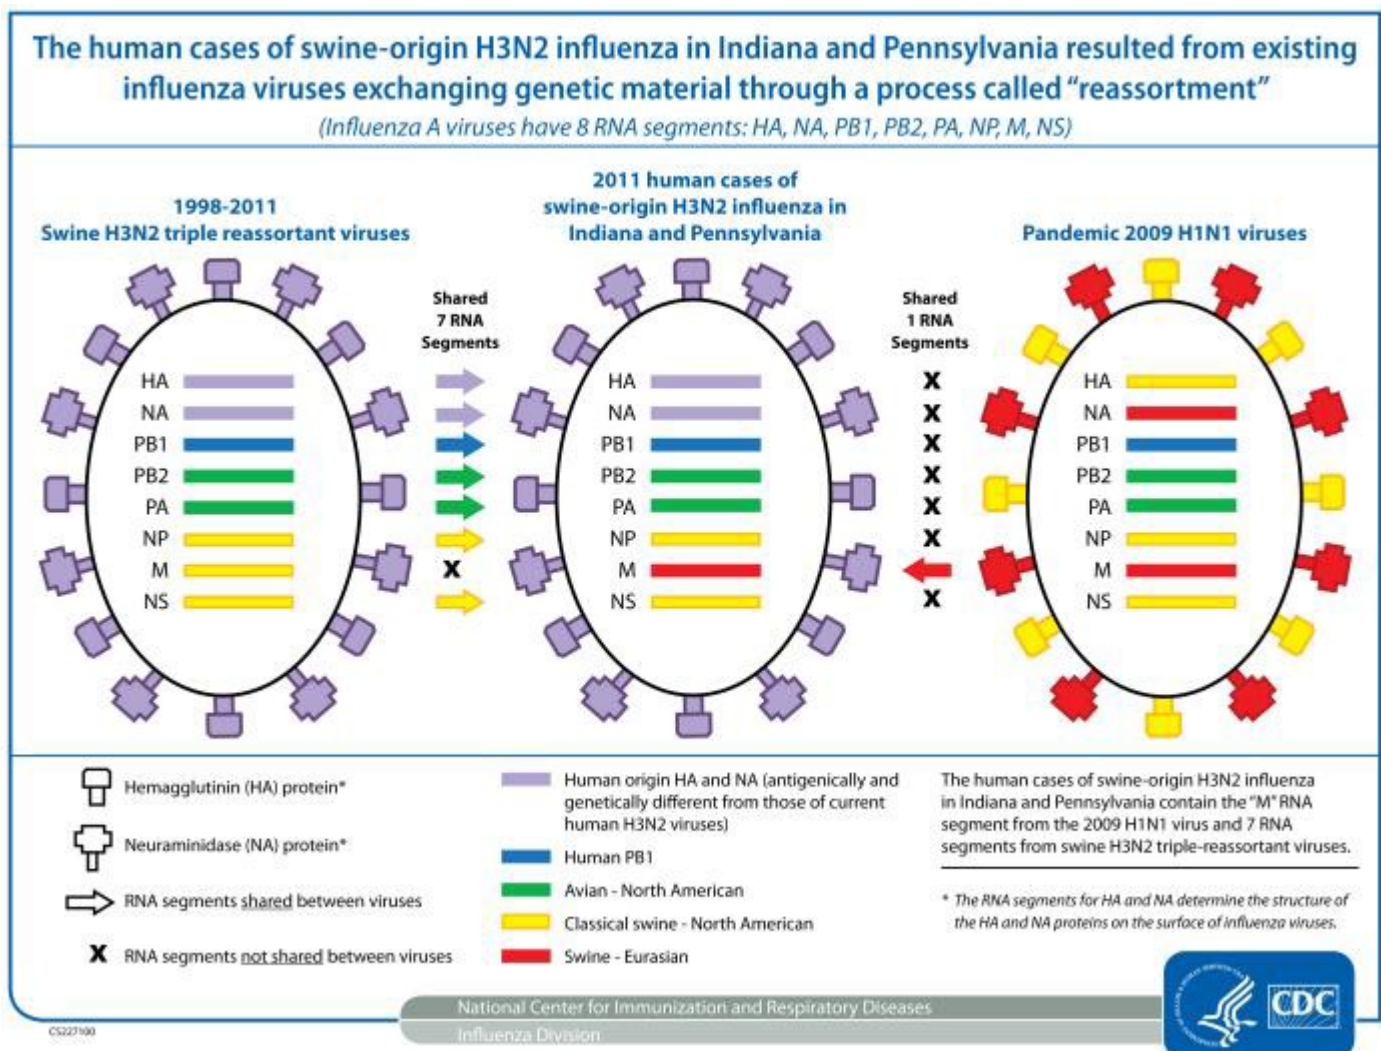 The human cases of swine-origin H3N2 influenza in Indiana and Pennsylvania resulted from existing
influenza viruses exchanging genetic material through a process called “reassortment”
(Influenza A viruses have 8 RNA segments: HA, NA, PB1, PB2, PA, NP, M, NS)
1998-2011
Swine H3N2 triple reassortant viruses
Shared
7 RNA
Segments
2011 human cases of
swine-origin H3N2 influenza in
Indiana and Pennsylvania
Shared
1 RNA
Segments
Pandemic 2009 H1N1 viruses
HA
NA
PB1
PB2
PA
NP
M
NS
X
HA
NA
PB1
PB2
PA
NP
M
NS
X
X
X
X
X
X
X
HA
NA
PB1
PB2
PA
NP
M
NS
Hemagglutinin (HA) protein*
Neuraminidase (NA) protein*
RNA segments shared between viruses
X RNA segments not shared between viruses
Human origin HA and NA (antigenically and
genetically different from those of current
human H3N2 viruses)
Human PB1
Avian - North American
Classical swine - North American
Swine - Eurasian
The human cases of swine-origin H3N2 influenza
in Indiana and Pennsylvania contain the “M” RNA
segment from the 2009 H1N1 virus and 7 RNA
segments from swine H3N2 triple-reassortant viruses.
* The RNA segments for HA and NA determine the structure of
the HA and NA proteins on the surface of influenza viruses.
National Center for Immunization and Respiratory Diseases
Influenza Division
CS227100
CDC